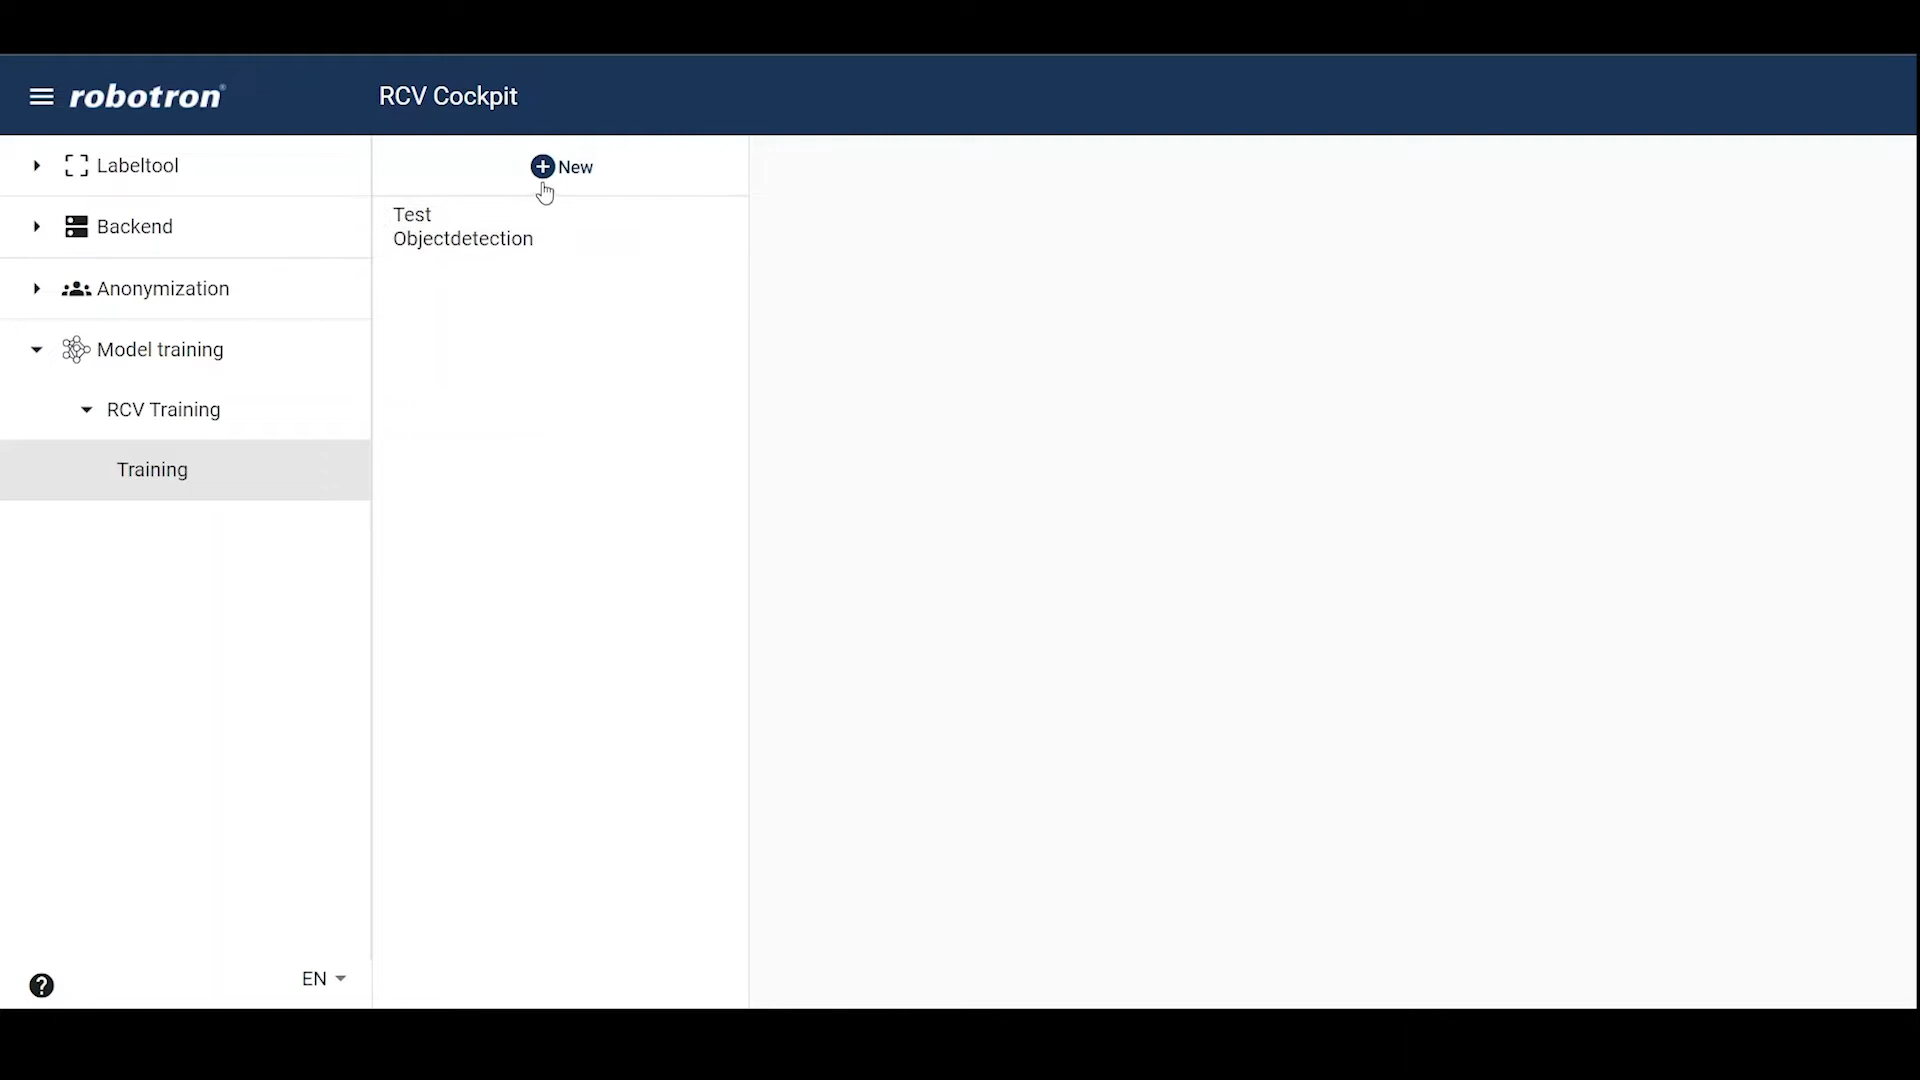 robotron®
RCV Cockpit
Labeltool
Backend
Anonymization
Model training
RCV Training
Training
EN
New
Test
Objectdetection